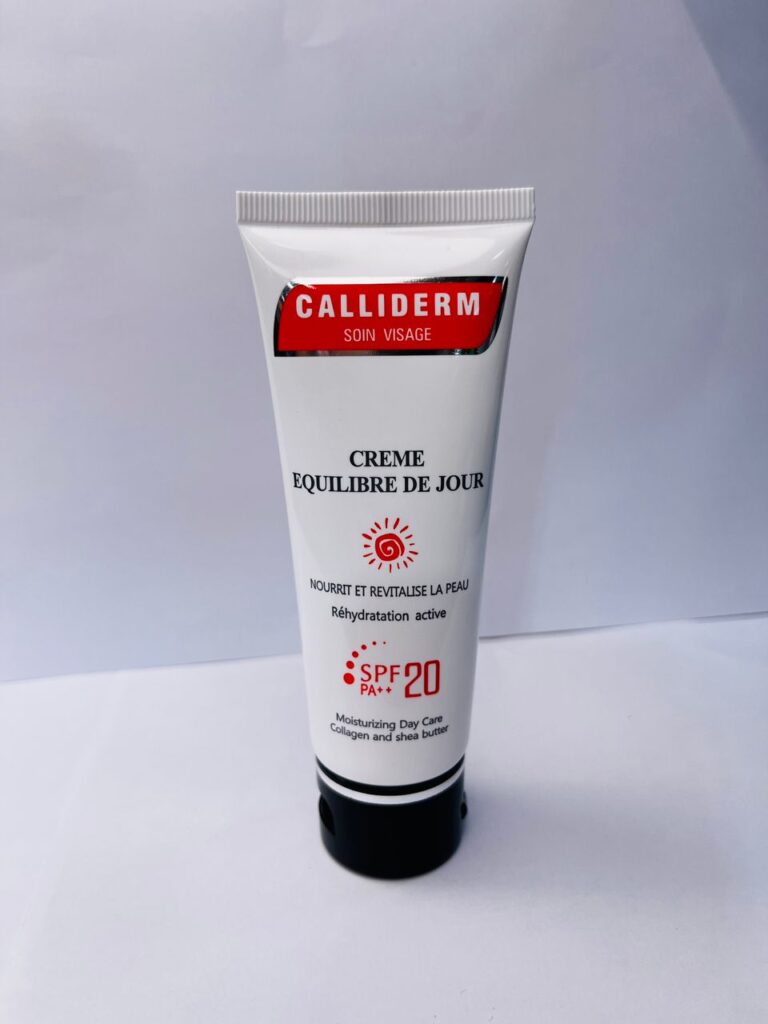 CALLIDERM
SOIN VISAGE
CREME
EQUILIBRE DE JOUR
NOURRIT ET REVITALISE LA PEAU
Réhydratation active
SPF 20
PA++
Moisturizing Day Care
Collagen and shea butter